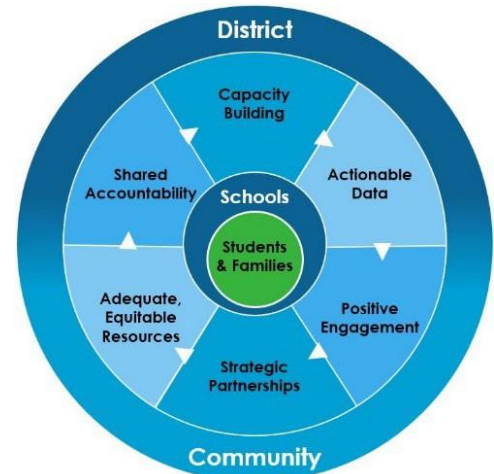 District
Capacity
Building
Shared
Accountability
Actionable
Data
Schools
Students
& Families
Adequate,
Equitable
Resources
Positive
Engagement
Strategic
Partnerships
Community